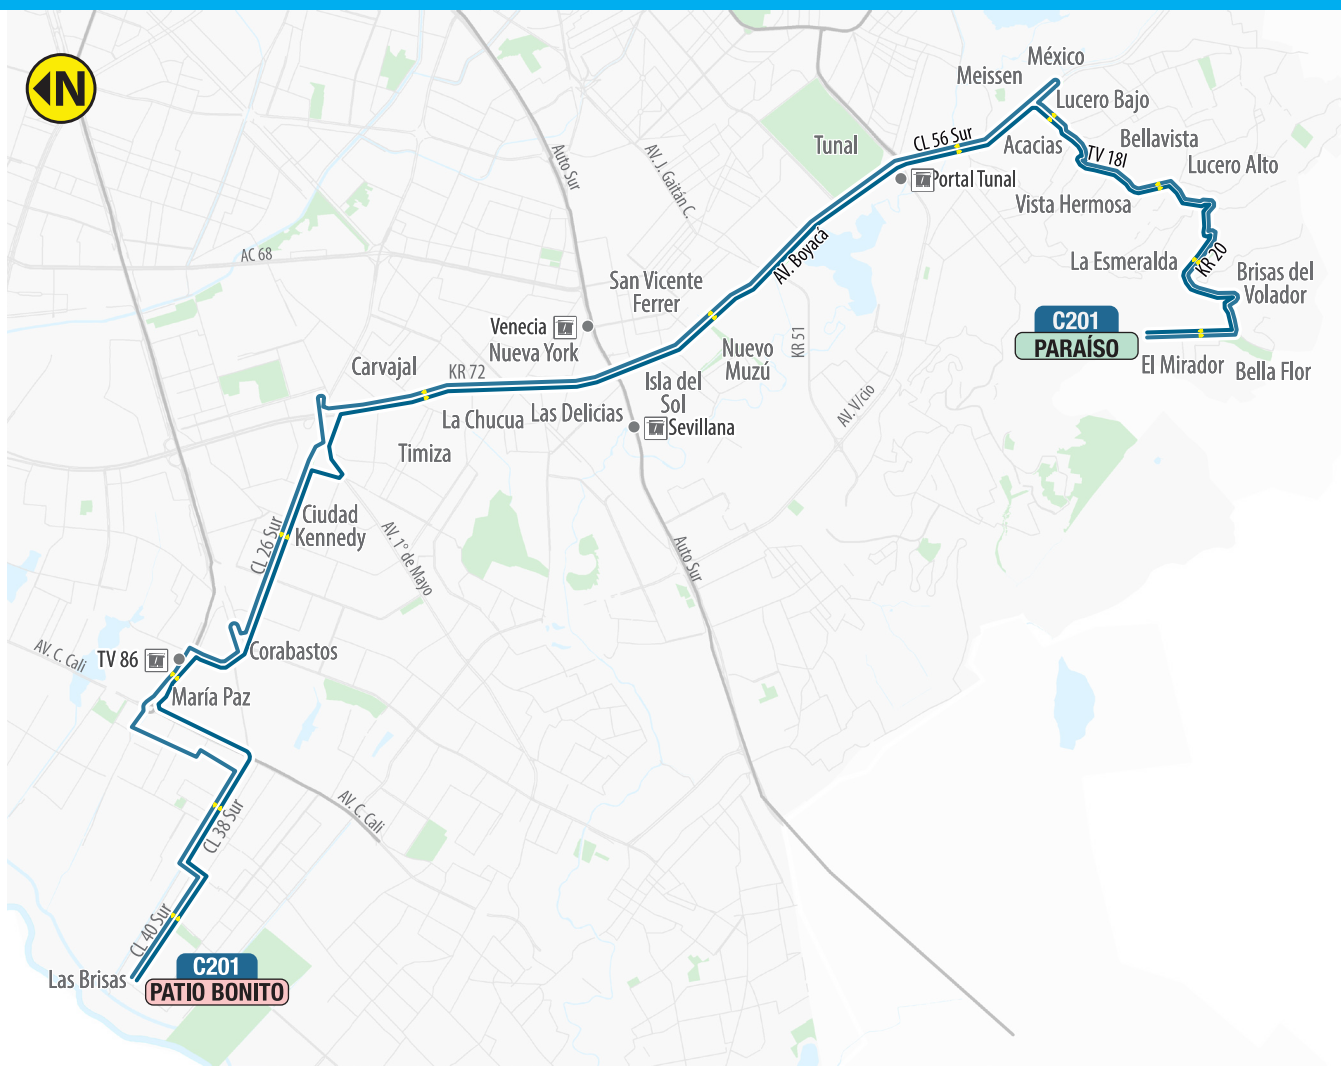 N
México
Meissen
Lucero Bajo
CL 56 Sur
Tunal
Acacias
Bellavista
TV 18I
Lucero Alto
Auto Sur
AV. J. Gaitán C.
Portal Tunal
Vista Hermosa
AC 68
AV. Boyacá
La Esmeralda
KR 20
Brisas del
Volador
San Vicente
Ferrer
C201
PARAÍSO
Venecia
Nueva York
KR 51
Nuevo
Muzú
El Mirador
Bella Flor
Carvajal
KR 72
Isla del
Sol
La Chucua
Las Delicias
Sevillana
AV. V/cio
Timiza
Ciudad
Kennedy
CL 26 Sur
AV. 1° de Mayo
Auto Sur
AV. C. Cali
TV 86
Corabastos
María Paz
CL 38 Sur
AV. C. Cali
CL 40 Sur
Las Brisas
C201
PATIO BONITO